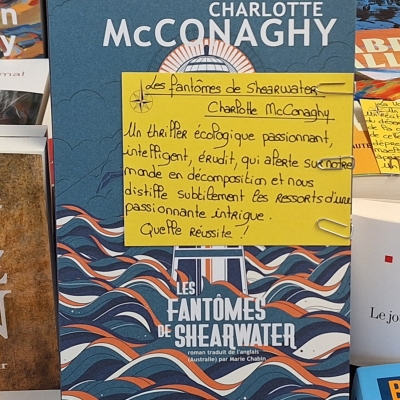 CHARLOTTE
McCONAGHY
Les fantômes de Shearwater
Charlotte McConaghy
Un thriller écologique passionnant,
intelligent, érudit, qui alerte sur notre
monde en décomposition et nous
distille subtilement les ressorts d'une
passionnante intrigue.
Quelle réussite !
LES
FANTÔMES
DE SHEARWATER
roman traduit de l'anglais
(Australie) par Marie Chabin
Le jo